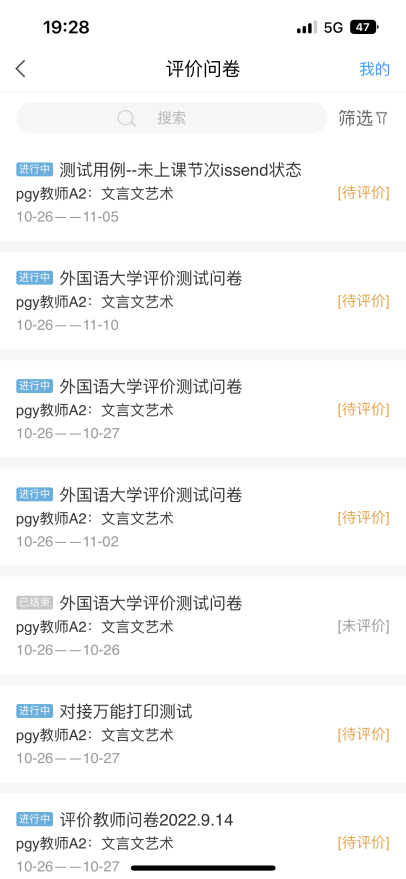 19:28
5G
47
评价问卷
我的
搜索
筛选
进行中 测试用例--未上课节次issend状态
pgy教师A2：文言文艺术
[待评价]
10-26——11-05
进行中 外国语大学评价测试问卷
pgy教师A2：文言文艺术
[待评价]
10-26——11-10
进行中 外国语大学评价测试问卷
pgy教师A2：文言文艺术
[待评价]
10-26——10-27
进行中 外国语大学评价测试问卷
pgy教师A2：文言文艺术
[待评价]
10-26——11-02
已结束 外国语大学评价测试问卷
pgy教师A2：文言文艺术
[未评价]
10-26——10-26
进行中 对接万能打印测试
pgy教师A2：文言文艺术
[待评价]
10-26——10-27
进行中 评价教师问卷2022.9.14
pgy教师A2：文言文艺术
[待评价]
10-26——10-27